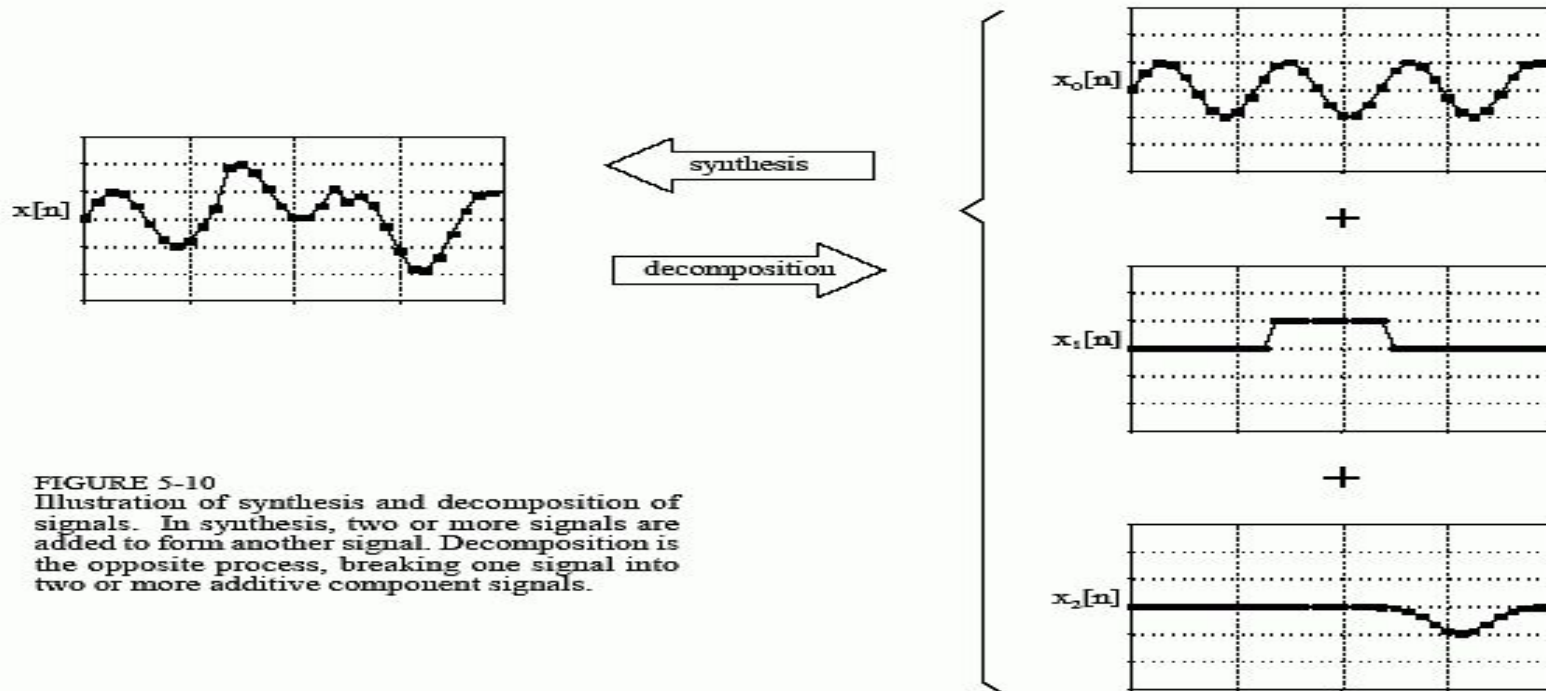 x[n]
synthesis
decomposition
x₀[n]
+
x₁[n]
+
x₂[n]
FIGURE 5-10
Illustration of synthesis and decomposition of
signals. In synthesis, two or more signals are
added to form another signal. Decomposition is
the opposite process, breaking one signal into
two or more additive component signals.